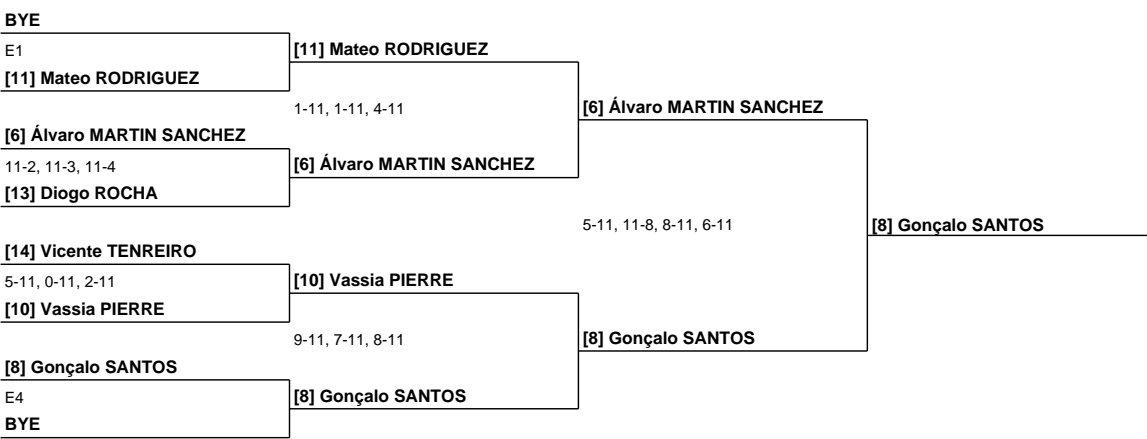 BYE
E1
[11] Mateo RODRIGUEZ
[11] Mateo RODRIGUEZ
1-11, 1-11, 4-11
[6] Álvaro MARTIN SANCHEZ
[6] Álvaro MARTIN SANCHEZ
11-2, 11-3, 11-4
[6] Álvaro MARTIN SANCHEZ
[13] Diogo ROCHA
5-11, 11-8, 8-11, 6-11
[8] Gonçalo SANTOS
[14] Vicente TENREIRO
5-11, 0-11, 2-11
[10] Vassia PIERRE
[10] Vassia PIERRE
9-11, 7-11, 8-11
[8] Gonçalo SANTOS
[8] Gonçalo SANTOS
E4
[8] Gonçalo SANTOS
BYE